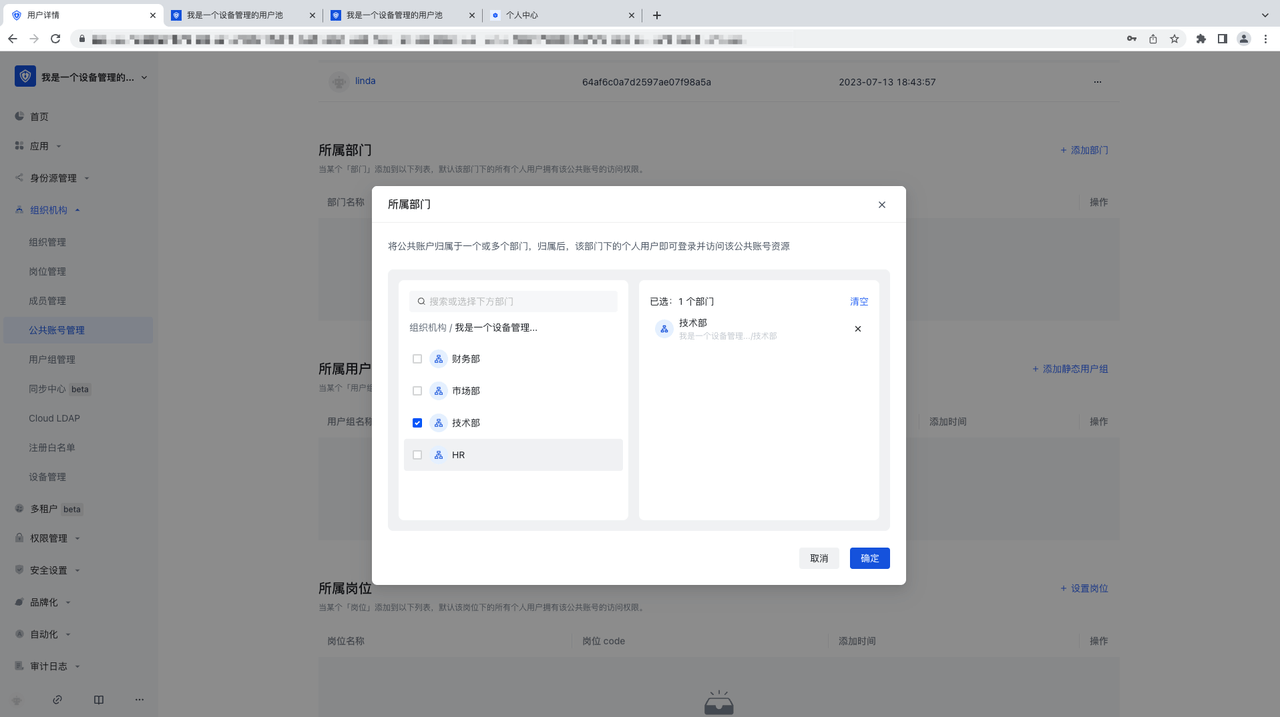 用户详情
我是一个设备管理的用户池
我是一个设备管理的用户池
个人中心
我是一个设备管理的...
首页
应用
身份源管理
组织机构
组织管理
岗位管理
成员管理
公共账号管理
用户组管理
同步中心 beta
Cloud LDAP
注册白名单
设备管理
多租户 beta
权限管理
安全设置
品牌化
自动化
审计日志
linda 64af6c0a7d2597ae07f98a5a 2023-07-13 18:43:57
所属部门
+ 添加部门
当某个「部门」添加到以下列表，默认该部门下的所有个人用户拥有该公共账号的访问权限。
部门名称 操作
所属部门
将公共账户归属于一个或多个部门，归属后，该部门下的个人用户即可登录并访问该公共账号资源
搜索或选择下方部门
组织机构 / 我是一个设备管理...
财务部
市场部
技术部
HR
已选：1 个部门 清空
技术部
我是一个设备管理.../技术部
取消 确定
所属用户
+ 添加静态用户组
当某个「用户组
用户组名称 添加时间 操作
所属岗位
+ 设置岗位
当某个「岗位」添加到以下列表，默认该岗位下的所有个人用户拥有该公共账号的访问权限。
岗位名称 岗位 code 添加时间 操作